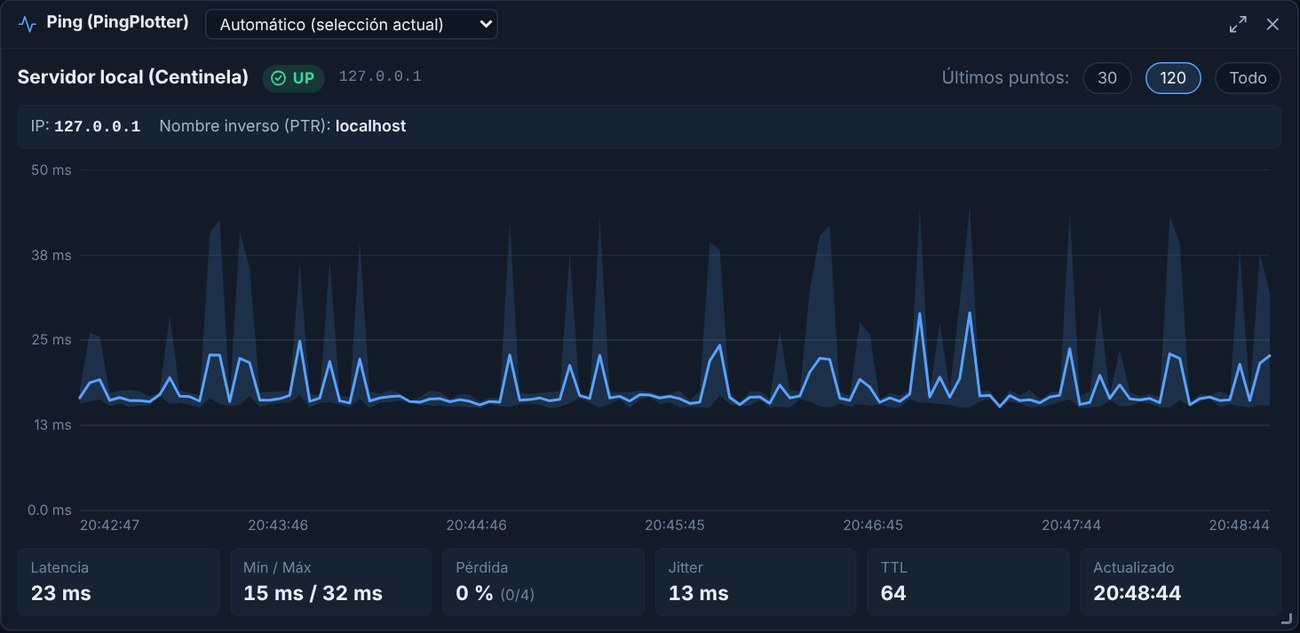 Ping (PingPlotter) Automático (selección actual)
Servidor local (Centinela) UP 127.0.0.1 Últimos puntos: 30 120 Todo
IP: 127.0.0.1 Nombre inverso (PTR): localhost
50 ms
38 ms
25 ms
13 ms
0.0 ms
20:42:47 20:43:46 20:44:46 20:45:45 20:46:45 20:47:44 20:48:44
Latencia Mín / Máx Pérdida Jitter TTL Actualizado
23 ms 15 ms / 32 ms 0 % (0/4) 13 ms 64 20:48:44